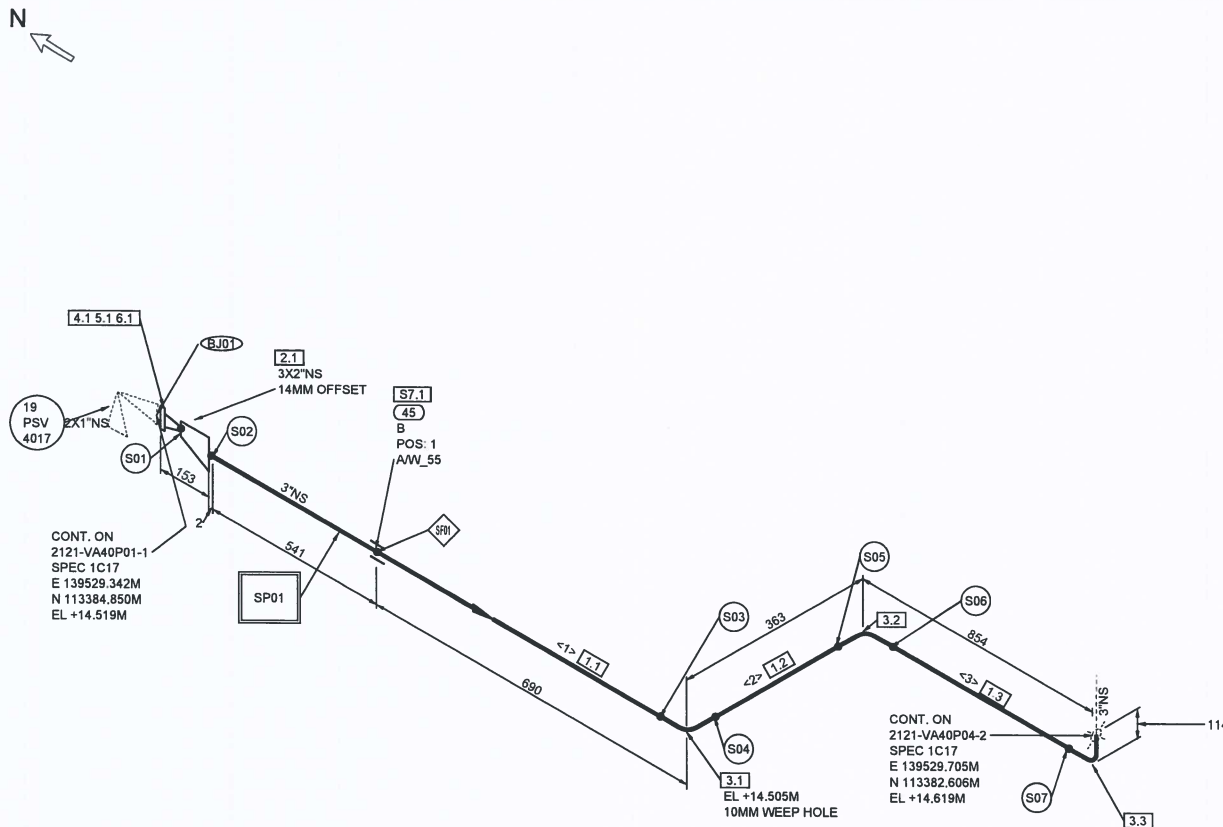 N
4.1 5.1 6.1
BJ01
2.1
3X2"NS
14MM OFFSET
19
PSV
4017
2X1"NS
S01
S02
153
2
S7.1
45
B
POS: 1
A/W_55
3"NS
SF01
541
CONT. ON
2121-VA40P01-1
SPEC 1C17
E 139529.342M
N 113384.850M
EL +14.519M
SP01
S03
363
S05
3.2
S06
854
<1> 1.1
<2> 1.2
<3> 1.3
690
S04
3"NS
114
CONT. ON
2121-VA40P04-2
SPEC 1C17
E 139529.705M
N 113382.606M
EL +14.619M
3.1
EL +14.505M
10MM WEEP HOLE
S07
3.3